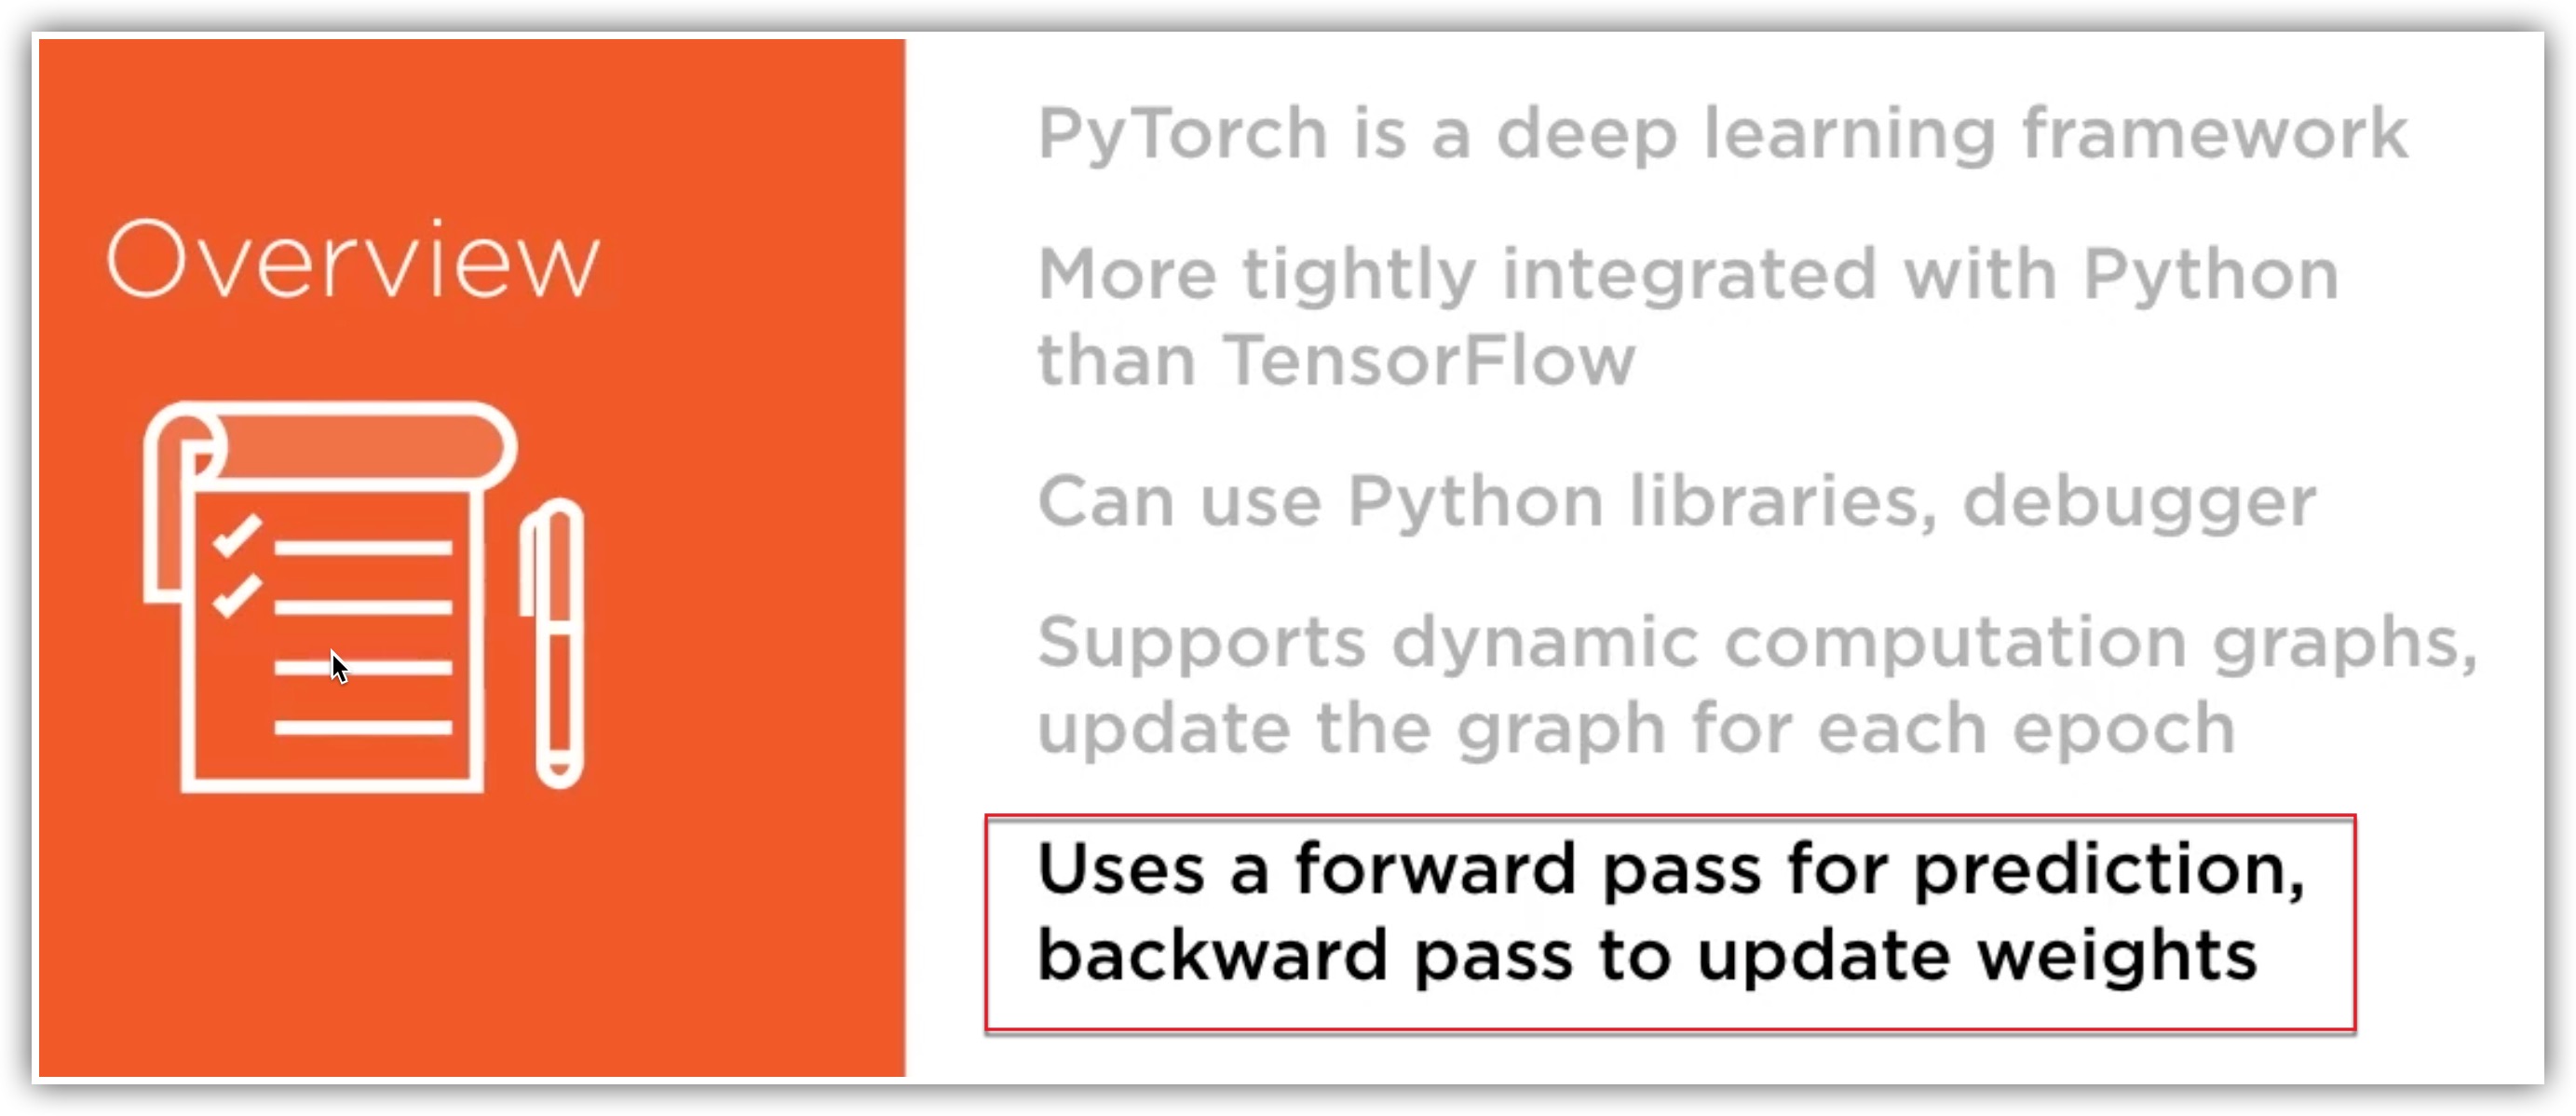 Overview
PyTorch is a deep learning framework
More tightly integrated with Python
than TensorFlow
Can use Python libraries, debugger
Supports dynamic computation graphs,
update the graph for each epoch
Uses a forward pass for prediction,
backward pass to update weights